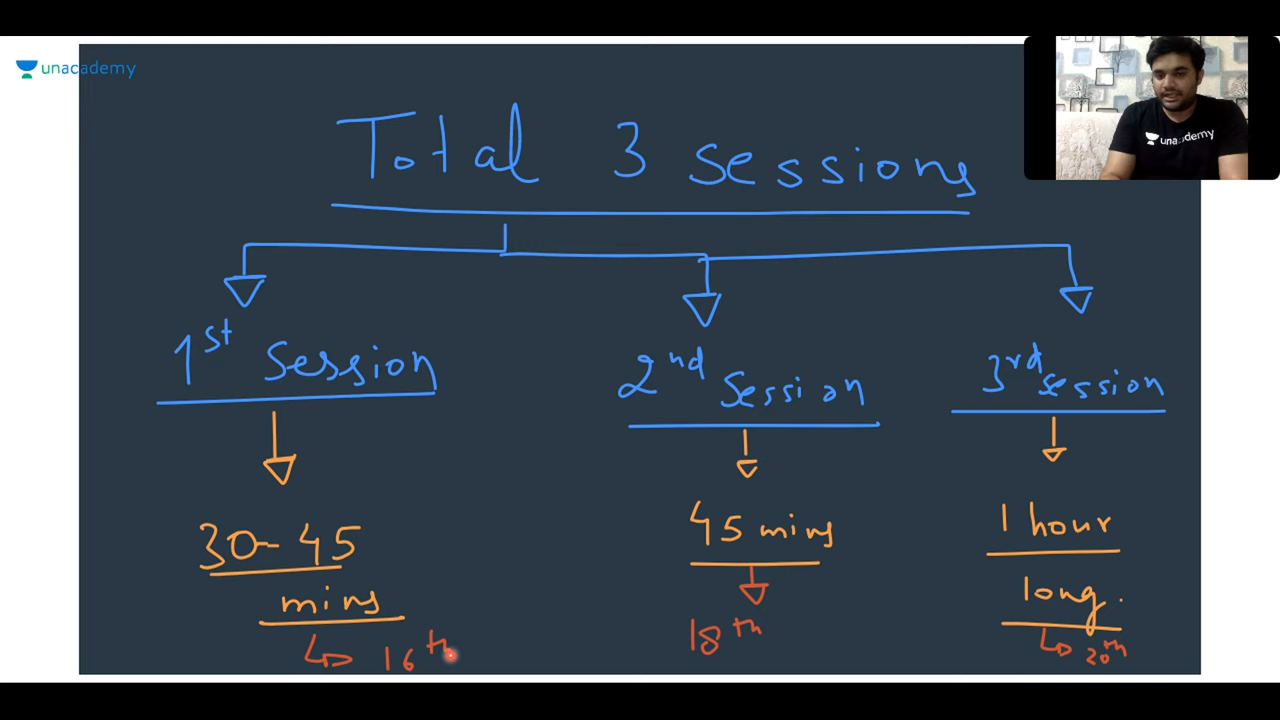 unacademy
unacademy
Total 3 sessions
1st Session
2nd Session
3rd session
30-45
mins
16th
45 mins
18th
1 hour
long.
20th